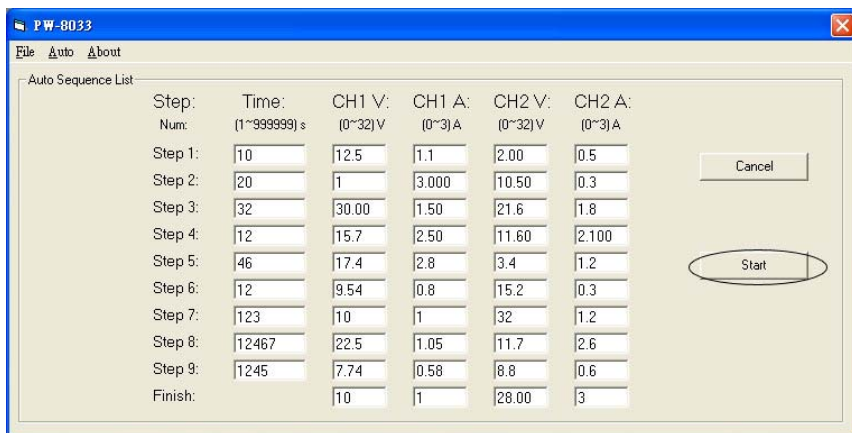 PW-8033
File Auto About
Auto Sequence List
Step: Time: CH1 V: CH1 A: CH2 V: CH2 A:
Num: (1~999999) s (0~32) V (0~3) A (0~32) V (0~3) A
Step 1: 10 12.5 1.1 2.00 0.5
Cancel
Step 2: 20 1 3.000 10.50 0.3
Step 3: 32 30.00 1.50 21.6 1.8
Step 4: 12 15.7 2.50 11.60 2.100
Step 5: 46 17.4 2.8 3.4 1.2
Start
Step 6: 12 9.54 0.8 15.2 0.3
Step 7: 123 10 1 32 1.2
Step 8: 12467 22.5 1.05 11.7 2.6
Step 9: 1245 7.74 0.58 8.8 0.6
Finish: 10 1 28.00 3